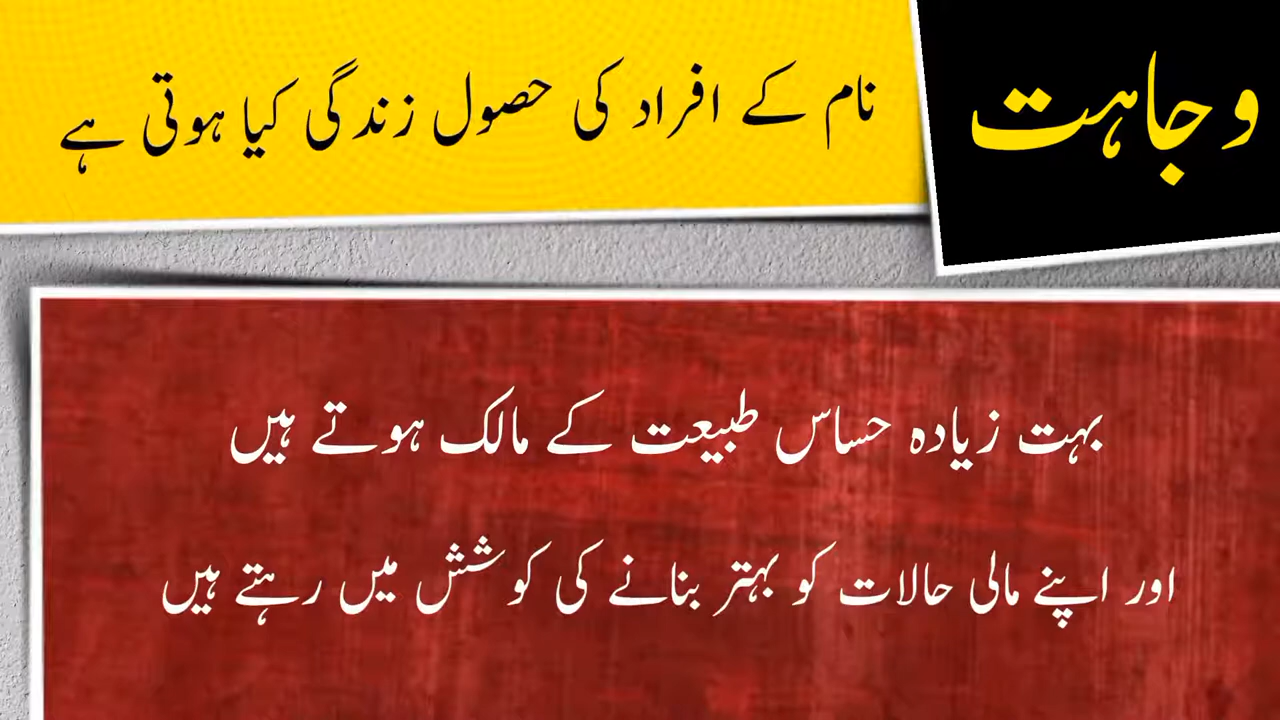 وجاہت
نام کے افراد کی حصول زندگی کیا ہوتی ہے
بہت زیادہ حساس طبیعت کے مالک ہوتے ہیں
اور اپنے مالی حالات کو بہتر بنانے کی کوشش میں رہتے ہیں